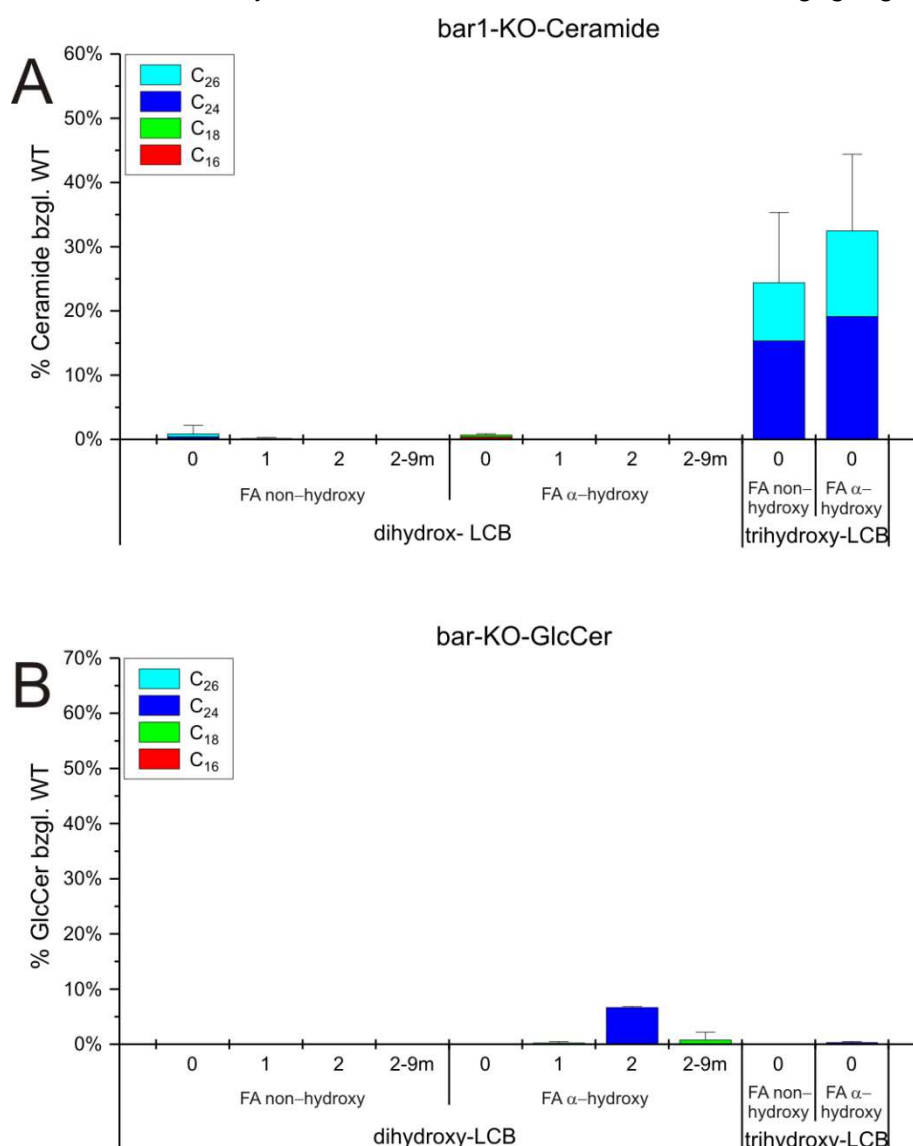 bar1-KO-Ceramide
A
C26
C24
C18
C16
60%
50%
40%
30%
20%
10%
0%
% Ceramide bzgl. WT
0 1 2 2-9m 0 1 2 2-9m 0 0
FA non–hydroxy FA α–hydroxy FA non– FA α–
hydroxy hydroxy
dihydrox- LCB trihydroxy-LCB
bar-KO-GlcCer
B
C26
C24
C18
C16
70%
60%
50%
40%
30%
20%
10%
0%
% GlcCer bzgl. WT
0 1 2 2-9m 0 1 2 2-9m 0 0
FA non–hydroxy FA α–hydroxy FA non– FA α–
hydroxy hydroxy
dihydroxy-LCB trihydroxy-LCB